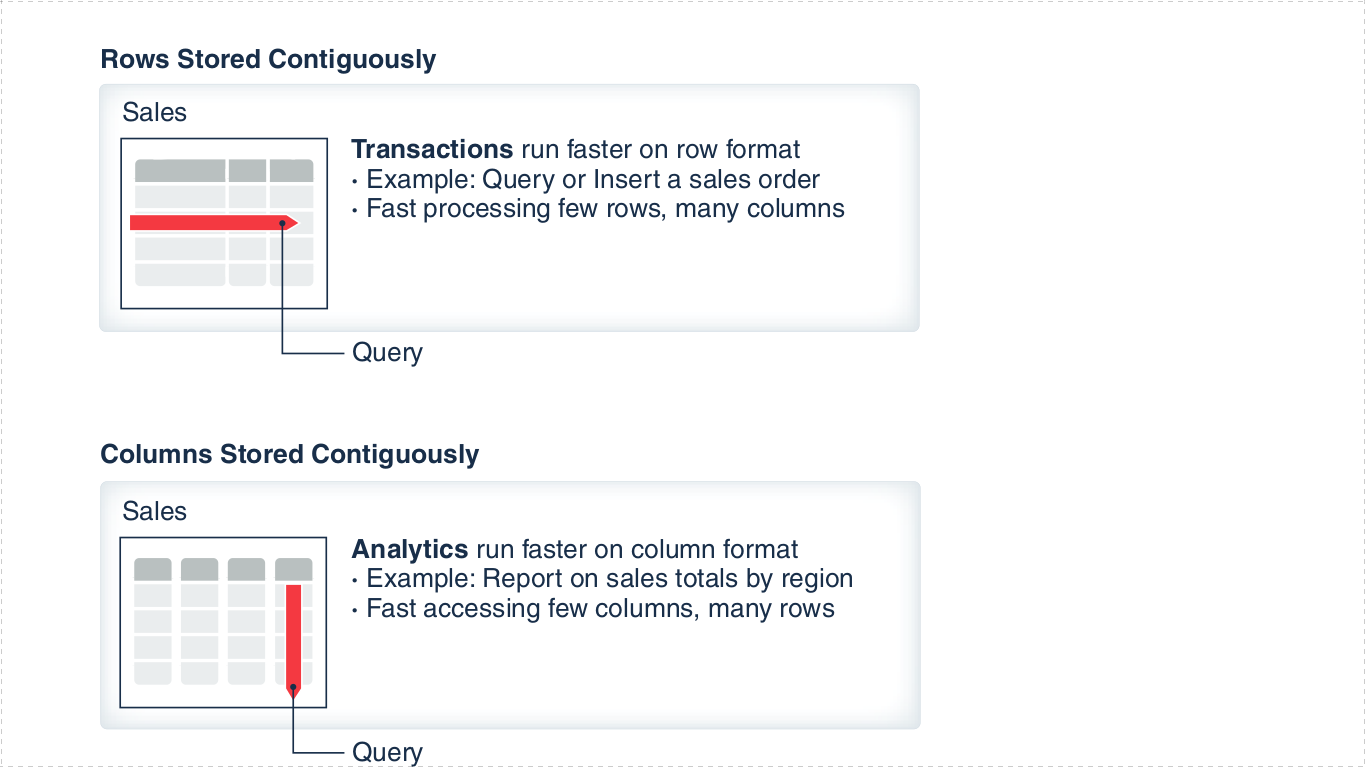 Rows Stored Contiguously
Sales
Transactions run faster on row format
· Example: Query or Insert a sales order
· Fast processing few rows, many columns
Query
Columns Stored Contiguously
Sales
Analytics run faster on column format
· Example: Report on sales totals by region
· Fast accessing few columns, many rows
Query